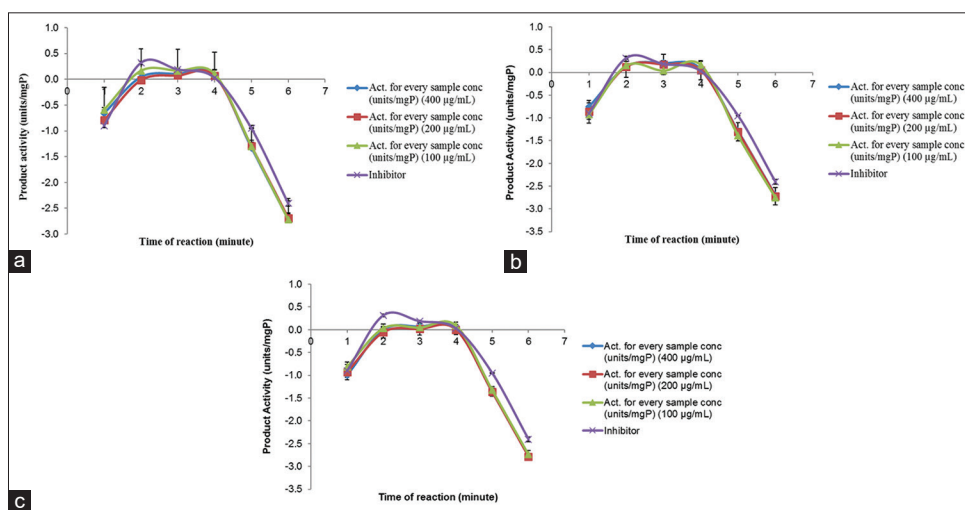 1.0
0.5
0.0
-0.5
-1.0
-1.5
-2.0
-2.5
-3.0
0 1 2 3 4 5 6 7
Product activity (units/mgP)
Time of reaction (minute)
Act. for every sample conc
(units/mgP) (400 µg/mL)
Act. for every sample conc
(units/mgP) (200 µg/mL)
Act. for every sample conc
(units/mgP) (100 µg/mL)
Inhibitor
a
1.0
0.5
0.0
-0.5
-1.0
-1.5
-2.0
-2.5
-3.0
-3.5
0 1 2 3 4 5 6 7
Product Activity (units/mgP)
Time of reaction (minute)
Act. for every sample conc
(units/mgP) (400 µg/mL)
Act. for every sample conc
(units/mgP) (200 µg/mL)
Act. for every sample conc
(units/mgP) (100 µg/mL)
Inhibitor
b
1.0
0.5
0.0
-0.5
-1.0
-1.5
-2.0
-2.5
-3.0
-3.5
0 1 2 3 4 5 6 7
Product Activity (units/mgP)
Time of reaction (minute)
Act. for every sample conc
(units/mgP) (400 µg/mL)
Act. for every sample conc
(units/mgP) (200 µg/mL)
Act. for every sample conc
(units/mgP) (100 µg/mL)
Inhibitor
c